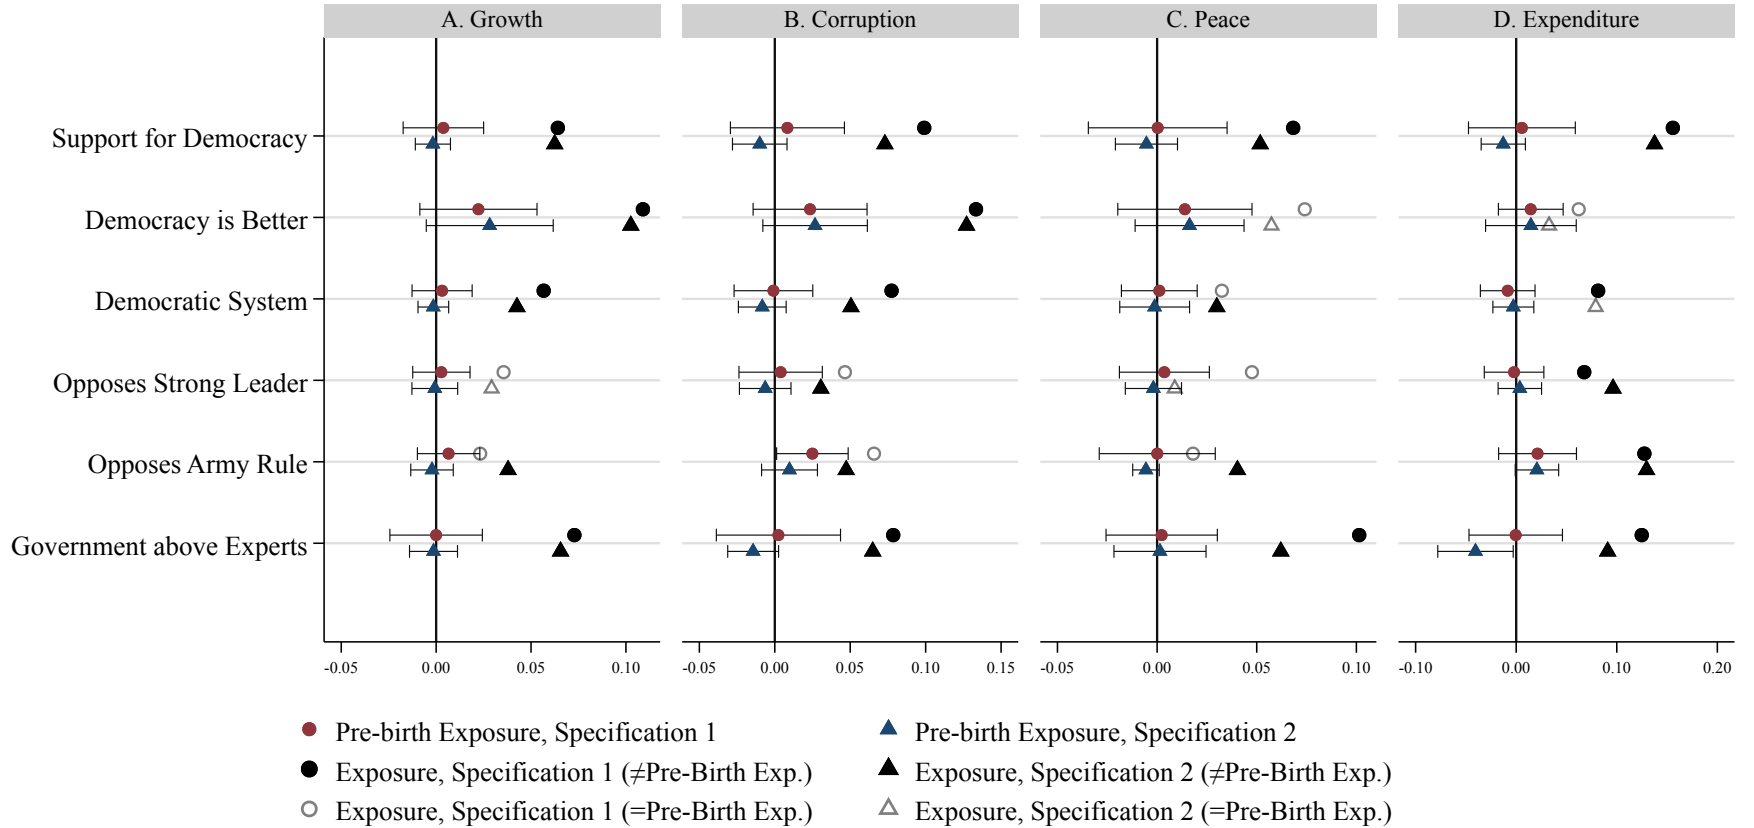 A. Growth
B. Corruption
C. Peace
D. Expenditure
Support for Democracy
Democracy is Better
Democratic System
Opposes Strong Leader
Opposes Army Rule
Government above Experts
-0.05 0.00 0.05 0.10
-0.05 0.00 0.05 0.10 0.15
-0.05 0.00 0.05 0.10
-0.10 0.00 0.10 0.20
Pre-birth Exposure, Specification 1
Pre-birth Exposure, Specification 2
Exposure, Specification 1 (≠Pre-Birth Exp.)
Exposure, Specification 2 (≠Pre-Birth Exp.)
Exposure, Specification 1 (=Pre-Birth Exp.)
Exposure, Specification 2 (=Pre-Birth Exp.)